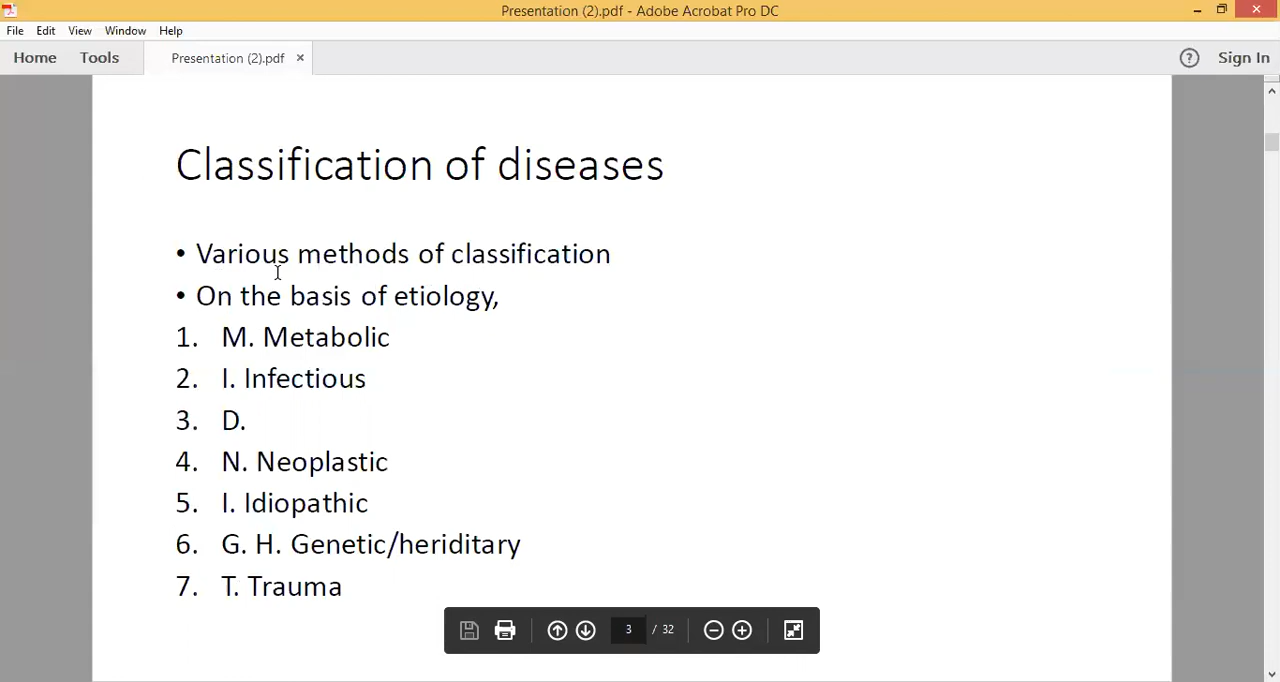 Presentation (2).pdf - Adobe Acrobat Pro DC
File Edit View Window Help
Home Tools Presentation (2).pdf × ? Sign In
Classification of diseases
• Various methods of classification
• On the basis of etiology,
1. M. Metabolic
2. I. Infectious
3. D.
4. N. Neoplastic
5. I. Idiopathic
6. G. H. Genetic/heriditary
7. T. Trauma
3 / 32